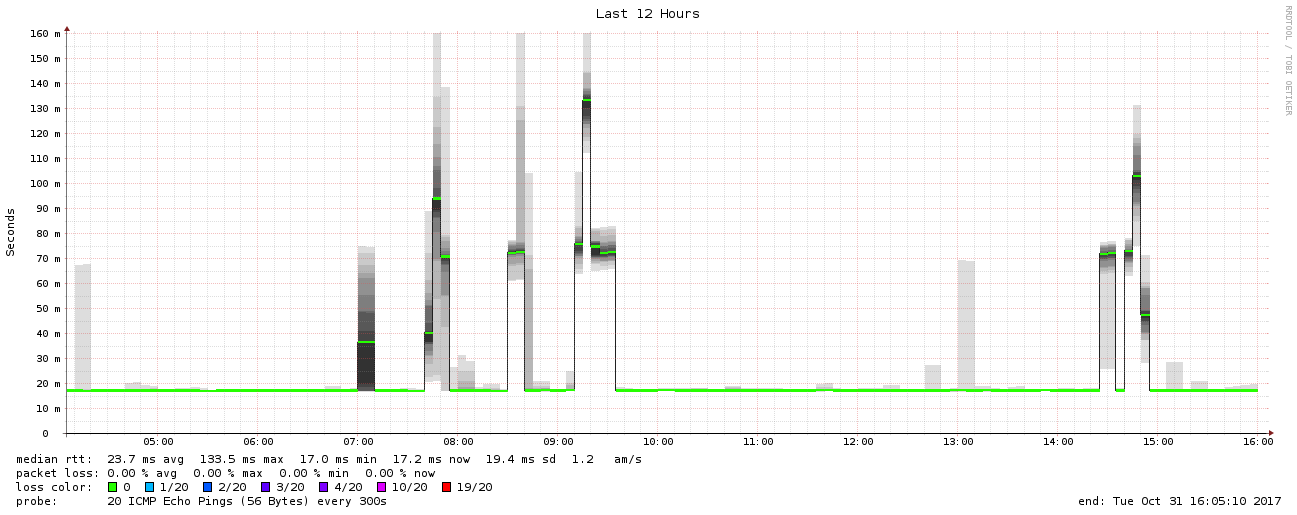 Last 12 Hours
RRDTOOL / TOBI OETIKER
Seconds
160 m
150 m
140 m
130 m
120 m
110 m
100 m
90 m
80 m
70 m
60 m
50 m
40 m
30 m
20 m
10 m
0
05:00 06:00 07:00 08:00 09:00 10:00 11:00 12:00 13:00 14:00 15:00 16:00
median rtt: 23.7 ms avg 133.5 ms max 17.0 ms min 17.2 ms now 19.4 ms sd 1.2 am/s
packet loss: 0.00 % avg 0.00 % max 0.00 % min 0.00 % now
loss color: 0 1/20 2/20 3/20 4/20 10/20 19/20
probe: 20 ICMP Echo Pings (56 Bytes) every 300s end: Tue Oct 31 16:05:10 2017